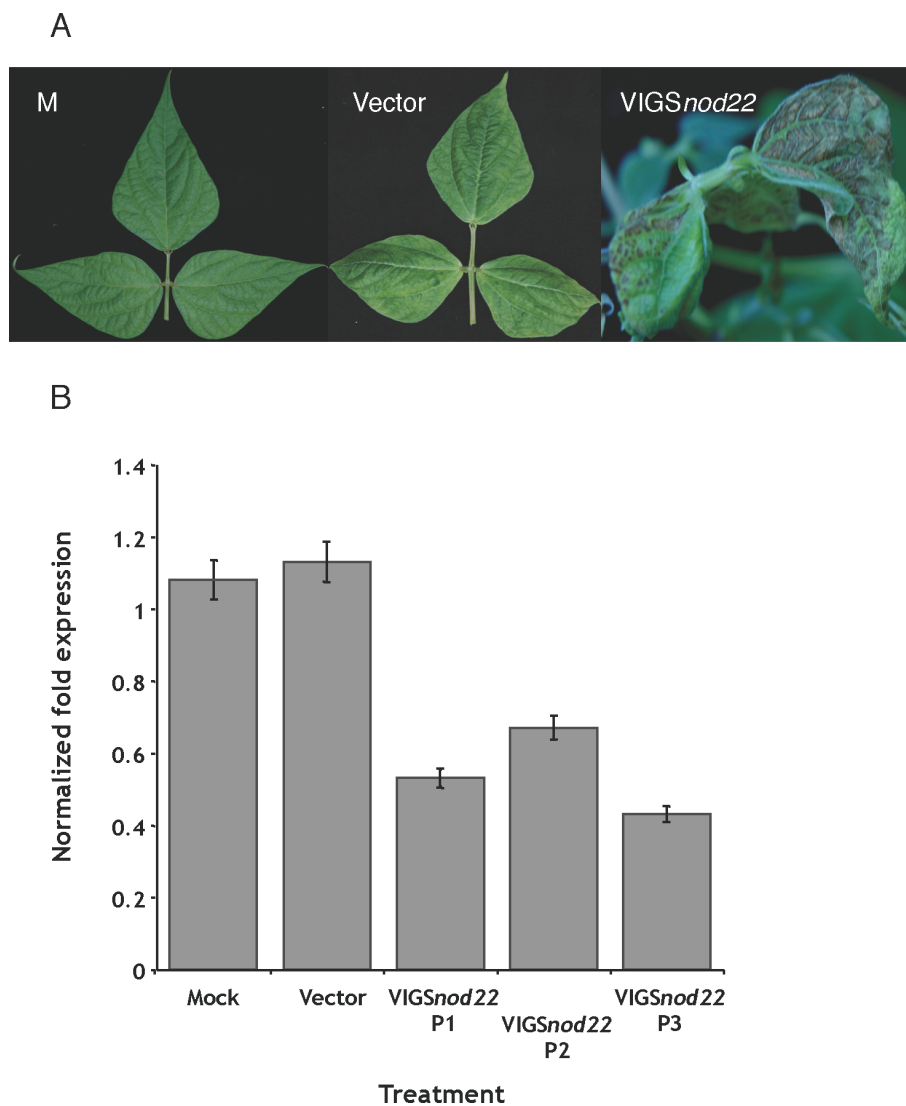 A
M
Vector
VIGSnod22
B
Normalized fold expression
1.4
1.2
1
0.8
0.6
0.4
0.2
0
Mock
Vector
VIGSnod22
P1
VIGSnod22
P2
VIGSnod22
P3
Treatment